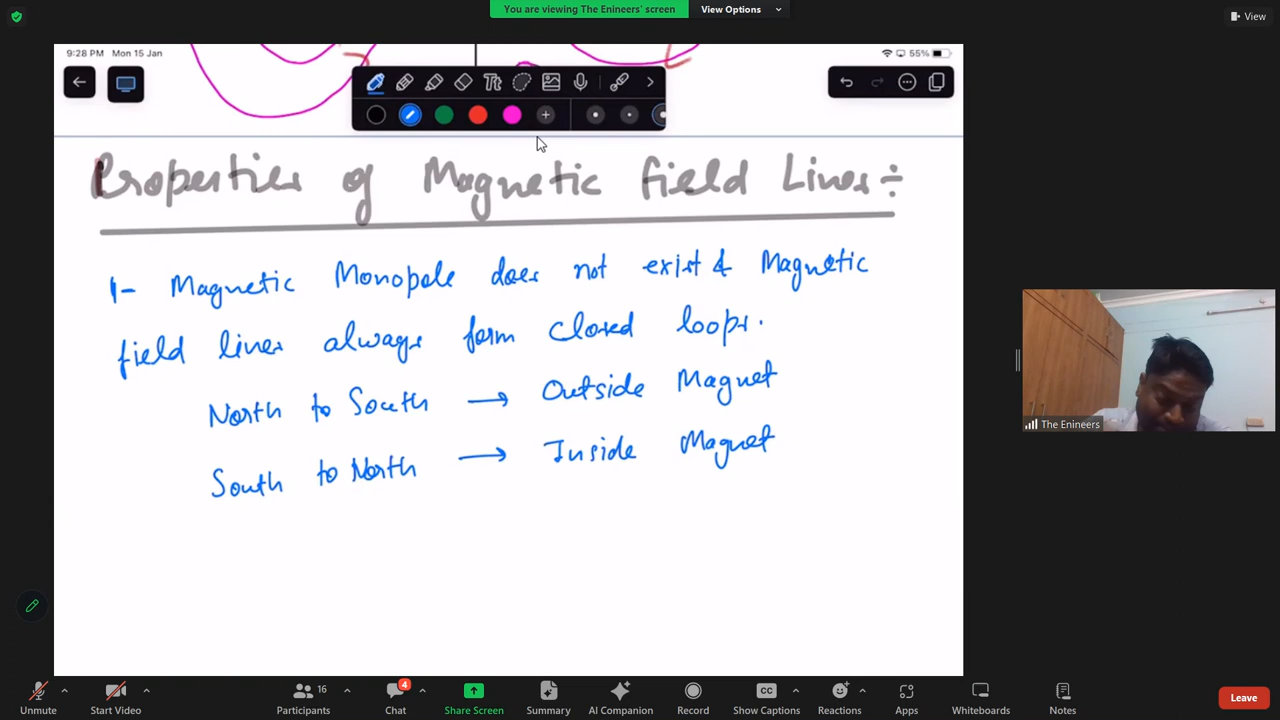 You are viewing The Enineers' screen
View Options
View
9:28 PM Mon 15 Jan
55%
Tt
Properties of Magnetic field Lines ÷
1- Magnetic Monopole does not exist & Magnetic
field lines always form closed loops.
North to South → Outside Magnet
South to North → Inside Magnet
The Enineers
Unmute
Start Video
16
Participants
4
Chat
Share Screen
Summary
AI Companion
Record
CC
Show Captions
Reactions
Apps
Whiteboards
Notes
Leave